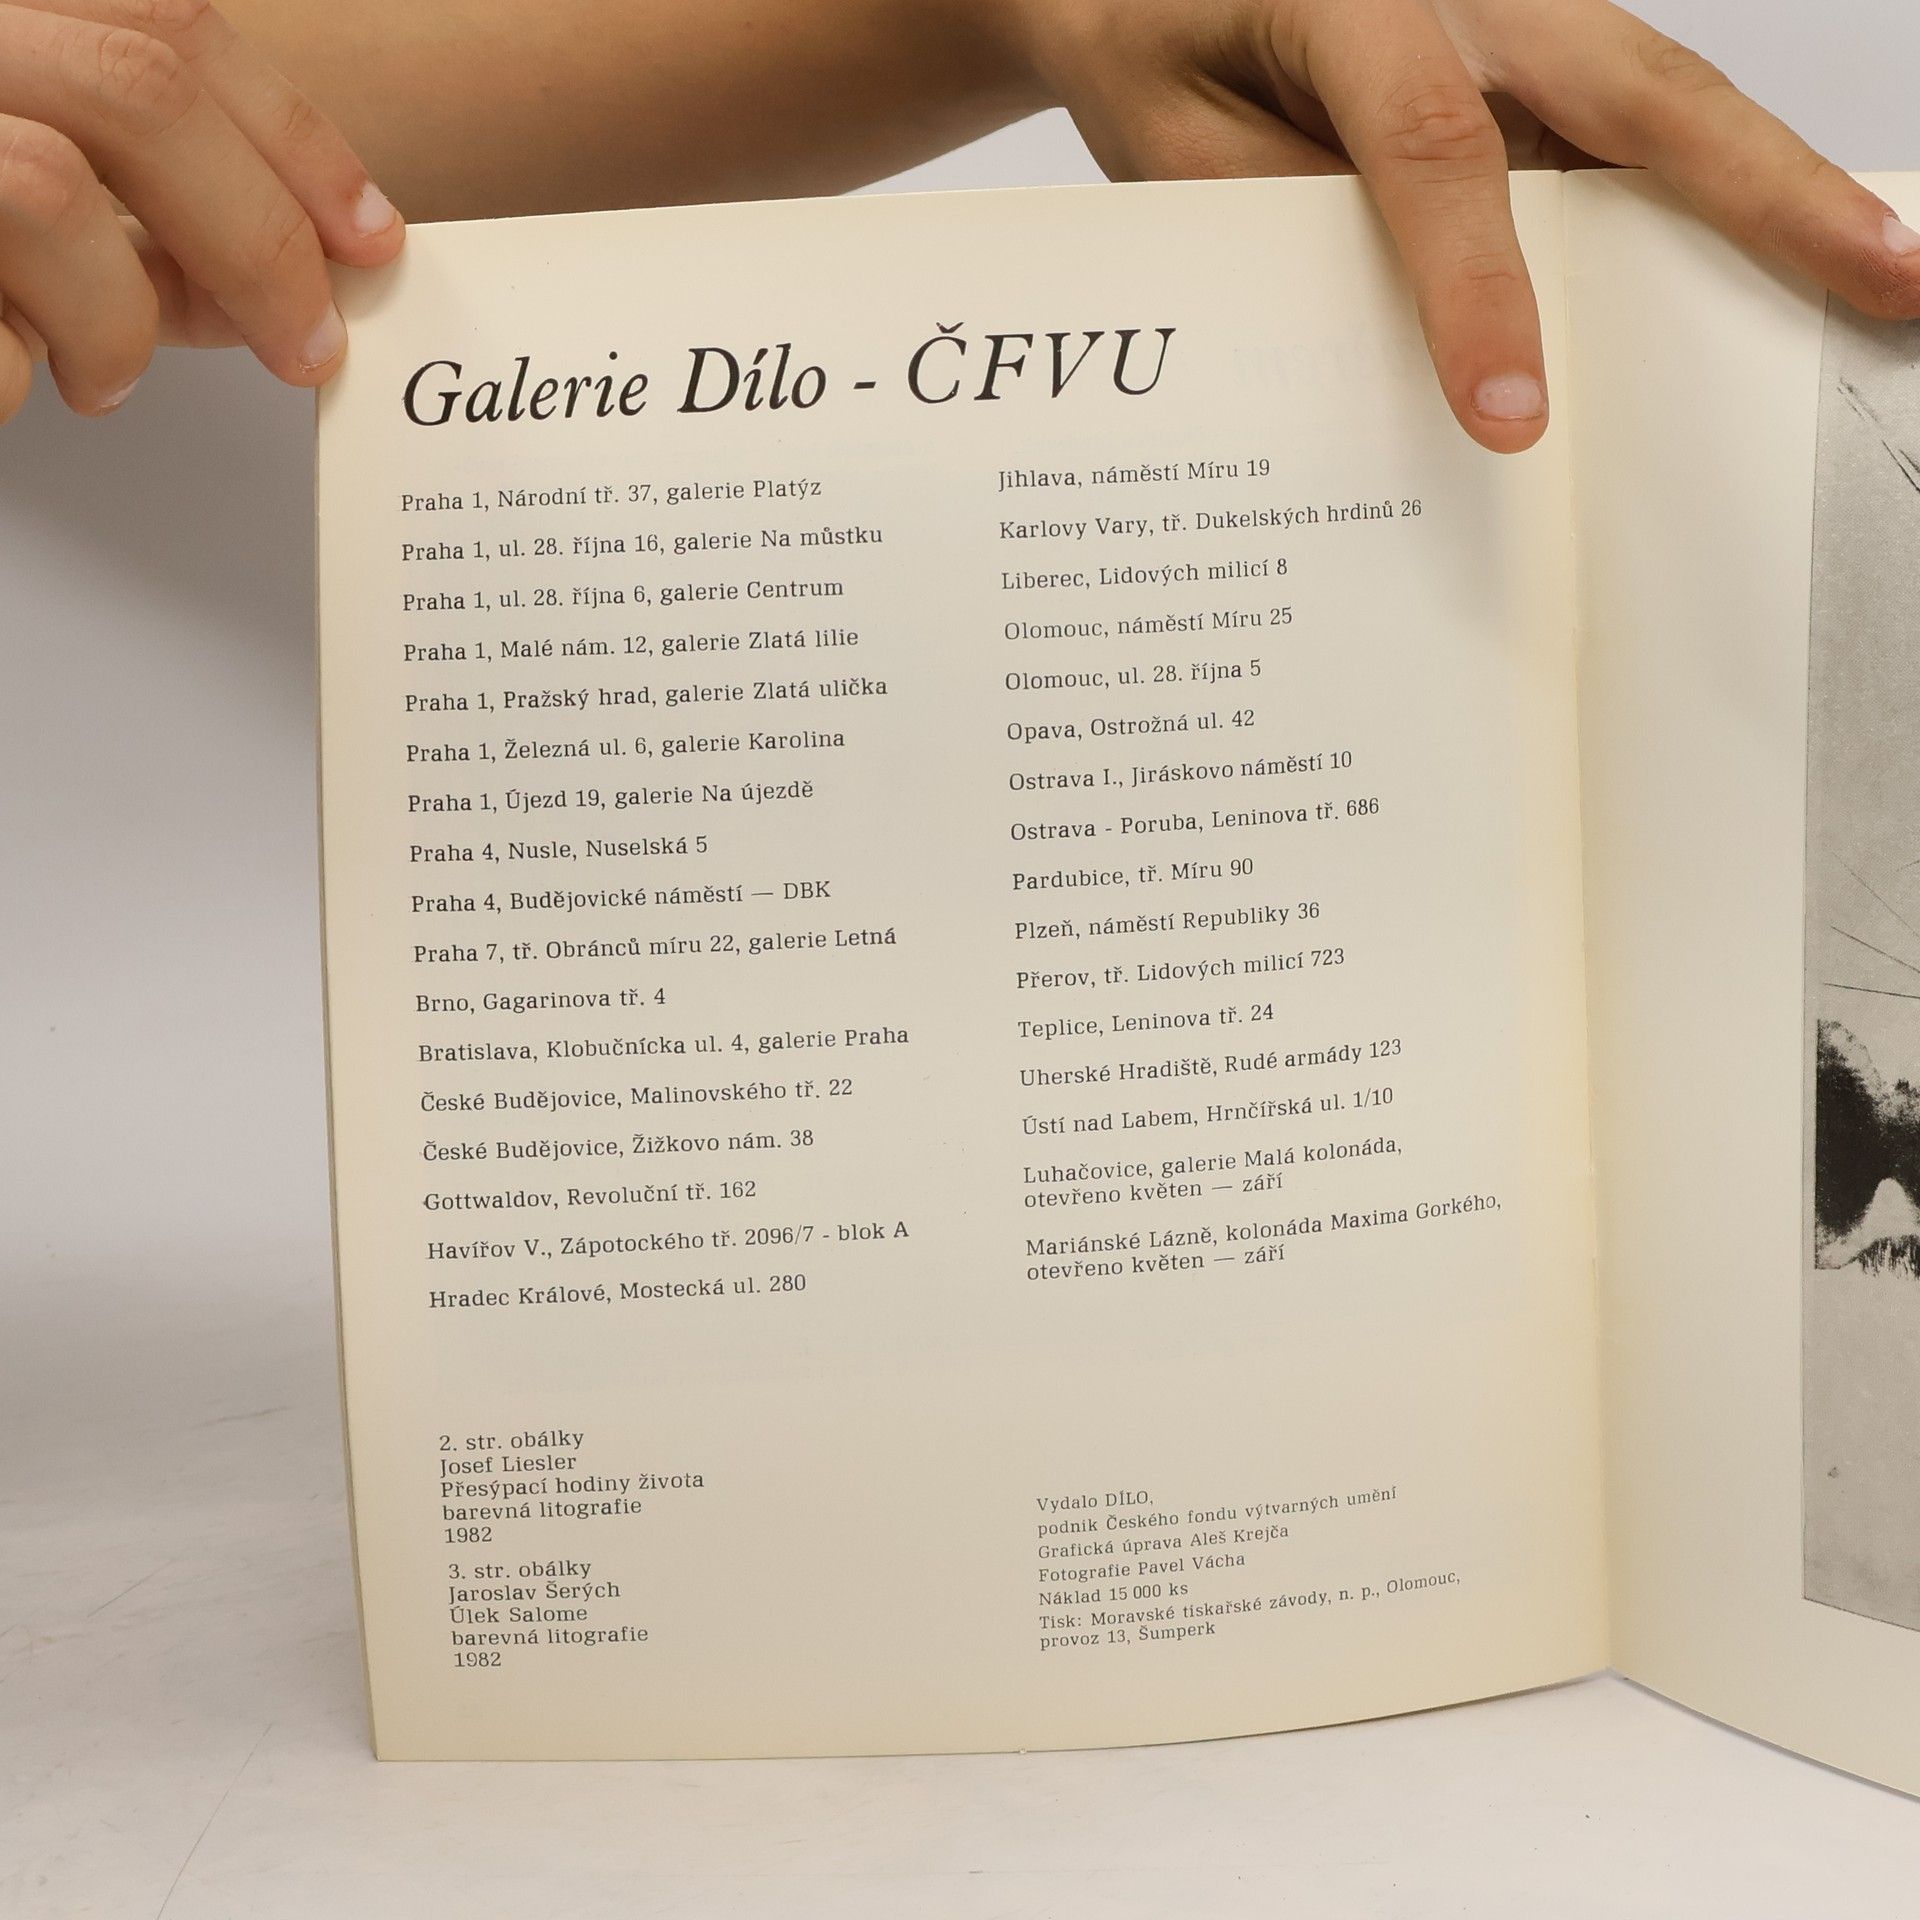 Galerie Dílo - ČFVU
Praha 1, Národní tř. 37, galerie Platýz
Praha 1, ul. 28. října 16, galerie Na můstku
Praha 1, ul. 28. října 6, galerie Centrum
Praha 1, Malé nám. 12, galerie Zlatá lilie
Praha 1, Pražský hrad, galerie Zlatá ulička
Praha 1, Železná ul. 6, galerie Karolina
Praha 1, Újezd 19, galerie Na újezdě
Praha 4, Nusle, Nuselská 5
Praha 4, Budějovické náměstí — DBK
Praha 7, tř. Obránců míru 22, galerie Letná
Brno, Gagarinova tř. 4
Bratislava, Klobučnícka ul. 4, galerie Praha
České Budějovice, Malinovského tř. 22
České Budějovice, Žižkovo nám. 38
Gottwaldov, Revoluční tř. 162
Havířov V., Zápotockého tř. 2096/7 - blok A
Hradec Králové, Mostecká ul. 280
Jihlava, náměstí Míru 19
Karlovy Vary, tř. Dukelských hrdinů 26
Liberec, Lidových milicí 8
Olomouc, náměstí Míru 25
Olomouc, ul. 28. října 5
Opava, Ostrožná ul. 42
Ostrava I., Jiráskovo náměstí 10
Ostrava - Poruba, Leninova tř. 686
Pardubice, tř. Míru 90
Plzeň, náměstí Republiky 36
Přerov, tř. Lidových milicí 723
Teplice, Leninova tř. 24
Uherské Hradiště, Rudé armády 123
Ústí nad Labem, Hrnčířská ul. 1/10
Luhačovice, galerie Malá kolonáda,
otevřeno květen — září
Mariánské Lázně, kolonáda Maxima Gorkého,
otevřeno květen — září
2. str. obálky
Josef Liesler
Přesýpací hodiny života
barevná litografie
1982
3. str. obálky
Jaroslav Šerých
Úlek Salome
barevná litografie
1982
Vydalo DÍLO,
podnik Českého fondu výtvarných umění
Grafická úprava Aleš Krejča
Fotografie Pavel Vácha
Náklad 15 000 ks
Tisk: Moravské tiskařské závody, n. p., Olomouc,
provoz 13, Šumperk